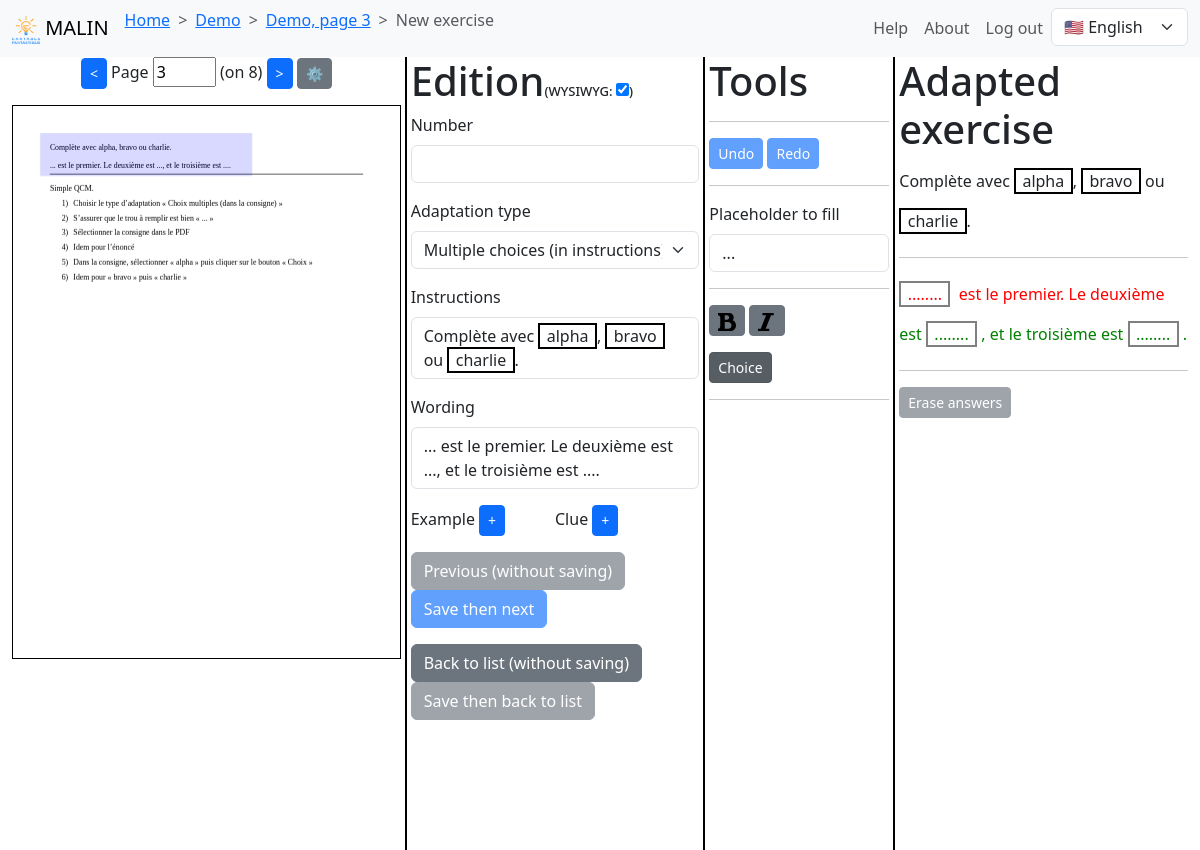 MALIN
Home > Demo > Demo, page 3 > New exercise
Help About Log out 🇺🇸 English
< Page 3 (on 8) > ⚙️
Complète avec alpha, bravo ou charlie.
... est le premier. Le deuxième est ..., et le troisième est ....
Simple QCM.
1) Choisir le type d’adaptation « Choix multiples (dans la consigne) »
2) S’assurer que le trou à remplir est bien « ... »
3) Sélectionner la consigne dans le PDF
4) Idem pour l’énoncé
5) Dans la consigne, sélectionner « alpha » puis cliquer sur le bouton « Choix »
6) Idem pour « bravo » puis « charlie »
Edition(WYSIWYG: )
Number
Adaptation type
Multiple choices (in instructions
Instructions
Complète avec alpha, bravo
ou charlie.
Wording
... est le premier. Le deuxième est
..., et le troisième est ....
Example + Clue +
Previous (without saving)
Save then next
Back to list (without saving)
Save then back to list
Tools
Undo Redo
Placeholder to fill
...
B I
Choice
Adapted
exercise
Complète avec alpha, bravo ou
charlie.
........ est le premier. Le deuxième
est ........ , et le troisième est ........ .
Erase answers